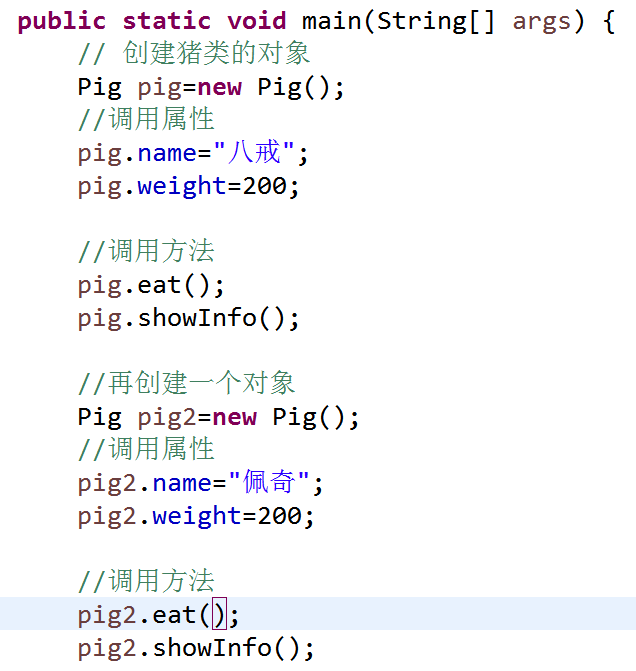 public static void main(String[] args) {
// 创建猪类的对象
Pig pig=new Pig();
//调用属性
pig.name="八戒";
pig.weight=200;
//调用方法
pig.eat();
pig.showInfo();
//再创建一个对象
Pig pig2=new Pig();
//调用属性
pig2.name="佩奇";
pig2.weight=200;
//调用方法
pig2.eat();
pig2.showInfo();